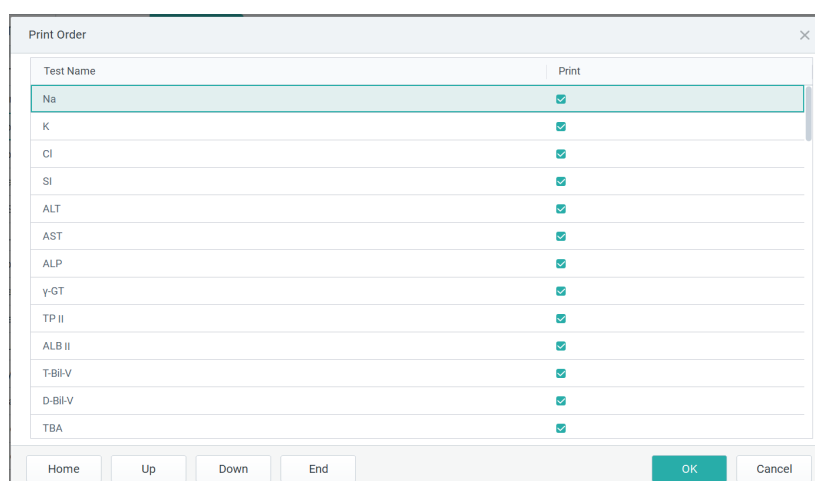 Print Order
Test Name Print
Na
K
Cl
SI
ALT
AST
ALP
γ-GT
TP II
ALB II
T-Bil-V
D-Bil-V
TBA
Home Up Down End OK Cancel